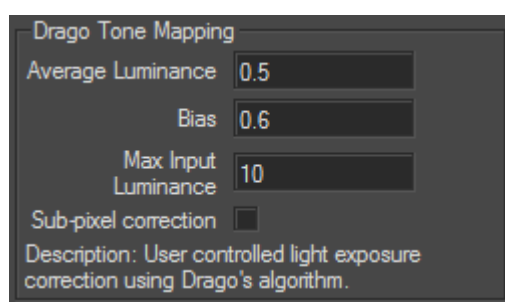 Drago Tone Mapping
Average Luminance 0.5
Bias 0.6
Max Input
Luminance 10
Sub-pixel correction
Description: User controlled light exposure
correction using Drago's algorithm.